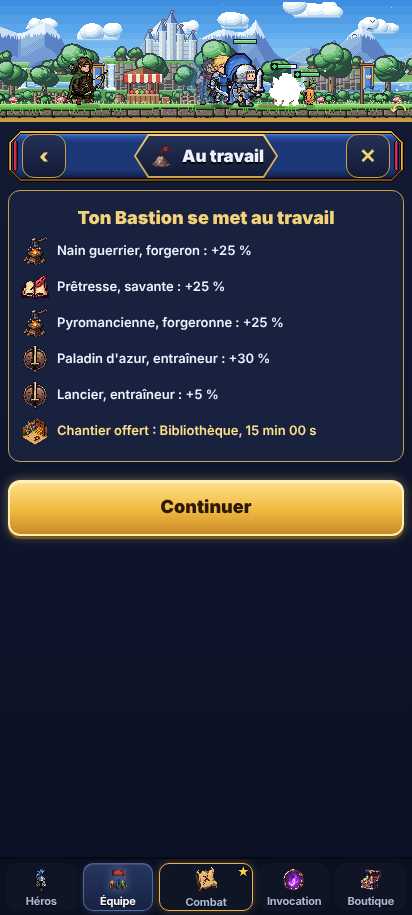 Au travail
Ton Bastion se met au travail
Nain guerrier, forgeron : +25 %
Prêtresse, savante : +25 %
Pyromancienne, forgeronne : +25 %
Paladin d'azur, entraîneur : +30 %
Lancier, entraîneur : +5 %
Chantier offert : Bibliothèque, 15 min 00 s
Continuer
Héros
Équipe
Combat
Invocation
Boutique